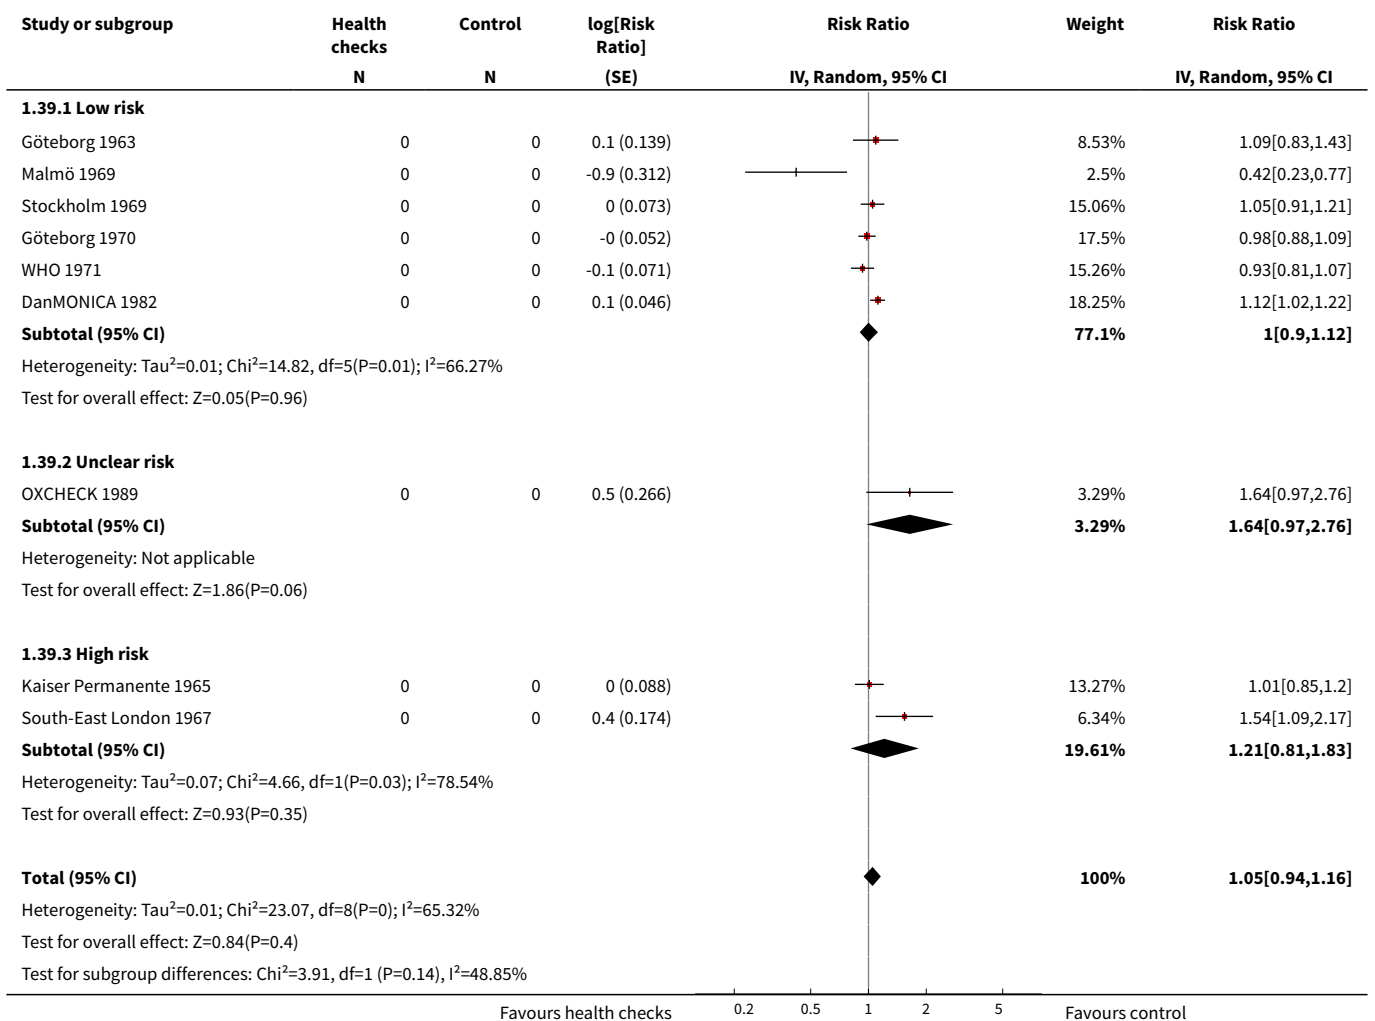 Study or subgroup Health checks Control log[Risk Ratio] Risk Ratio Weight Risk Ratio
N N (SE) IV, Random, 95% CI IV, Random, 95% CI
1.39.1 Low risk
Göteborg 1963 0 0 0.1 (0.139) 8.53% 1.09[0.83,1.43]
Malmö 1969 0 0 -0.9 (0.312) 2.5% 0.42[0.23,0.77]
Stockholm 1969 0 0 0 (0.073) 15.06% 1.05[0.91,1.21]
Göteborg 1970 0 0 -0 (0.052) 17.5% 0.98[0.88,1.09]
WHO 1971 0 0 -0.1 (0.071) 15.26% 0.93[0.81,1.07]
DanMONICA 1982 0 0 0.1 (0.046) 18.25% 1.12[1.02,1.22]
Subtotal (95% CI) 77.1% 1[0.9,1.12]
Heterogeneity: Tau²=0.01; Chi²=14.82, df=5(P=0.01); I²=66.27%
Test for overall effect: Z=0.05(P=0.96)
1.39.2 Unclear risk
OXCHECK 1989 0 0 0.5 (0.266) 3.29% 1.64[0.97,2.76]
Subtotal (95% CI) 3.29% 1.64[0.97,2.76]
Heterogeneity: Not applicable
Test for overall effect: Z=1.86(P=0.06)
1.39.3 High risk
Kaiser Permanente 1965 0 0 0 (0.088) 13.27% 1.01[0.85,1.2]
South-East London 1967 0 0 0.4 (0.174) 6.34% 1.54[1.09,2.17]
Subtotal (95% CI) 19.61% 1.21[0.81,1.83]
Heterogeneity: Tau²=0.07; Chi²=4.66, df=1(P=0.03); I²=78.54%
Test for overall effect: Z=0.93(P=0.35)
Total (95% CI) 100% 1.05[0.94,1.16]
Heterogeneity: Tau²=0.01; Chi²=23.07, df=8(P=0); I²=65.32%
Test for overall effect: Z=0.84(P=0.4)
Test for subgroup differences: Chi²=3.91, df=1 (P=0.14), I²=48.85%
Favours health checks 0.2 0.5 1 2 5 Favours control